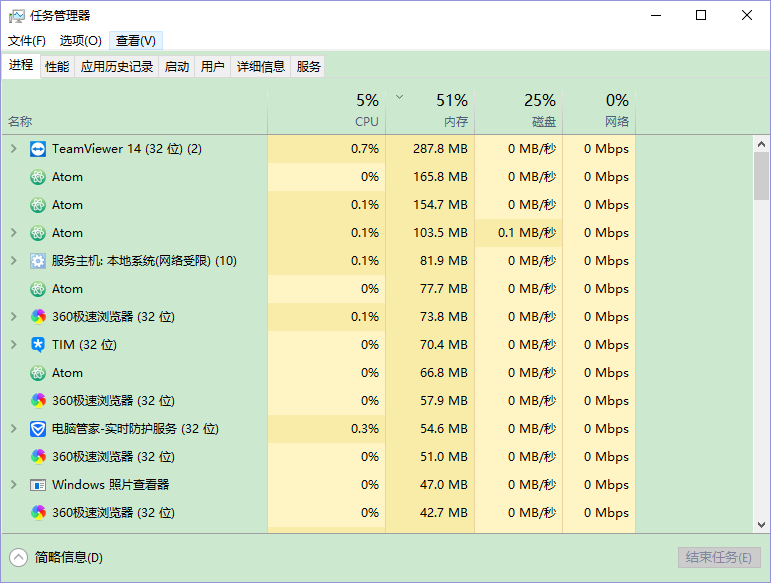 任务管理器
文件(F) 选项(O) 查看(V)
进程 性能 应用历史记录 启动 用户 详细信息 服务
5% 51% 25% 0%
名称 CPU 内存 磁盘 网络
TeamViewer 14 (32 位) (2) 0.7% 287.8 MB 0 MB/秒 0 Mbps
Atom 0% 165.8 MB 0 MB/秒 0 Mbps
Atom 0.1% 154.7 MB 0 MB/秒 0 Mbps
Atom 0.1% 103.5 MB 0.1 MB/秒 0 Mbps
服务主机: 本地系统(网络受限) (10) 0.1% 81.9 MB 0 MB/秒 0 Mbps
Atom 0% 77.7 MB 0 MB/秒 0 Mbps
360极速浏览器 (32 位) 0.1% 73.8 MB 0 MB/秒 0 Mbps
TIM (32 位) 0% 70.4 MB 0 MB/秒 0 Mbps
Atom 0% 66.8 MB 0 MB/秒 0 Mbps
360极速浏览器 (32 位) 0% 57.9 MB 0 MB/秒 0 Mbps
电脑管家-实时防护服务 (32 位) 0.3% 54.6 MB 0 MB/秒 0 Mbps
360极速浏览器 (32 位) 0% 51.0 MB 0 MB/秒 0 Mbps
Windows 照片查看器 0% 47.0 MB 0 MB/秒 0 Mbps
360极速浏览器 (32 位) 0% 42.7 MB 0 MB/秒 0 Mbps
简略信息(D) 结束任务(E)